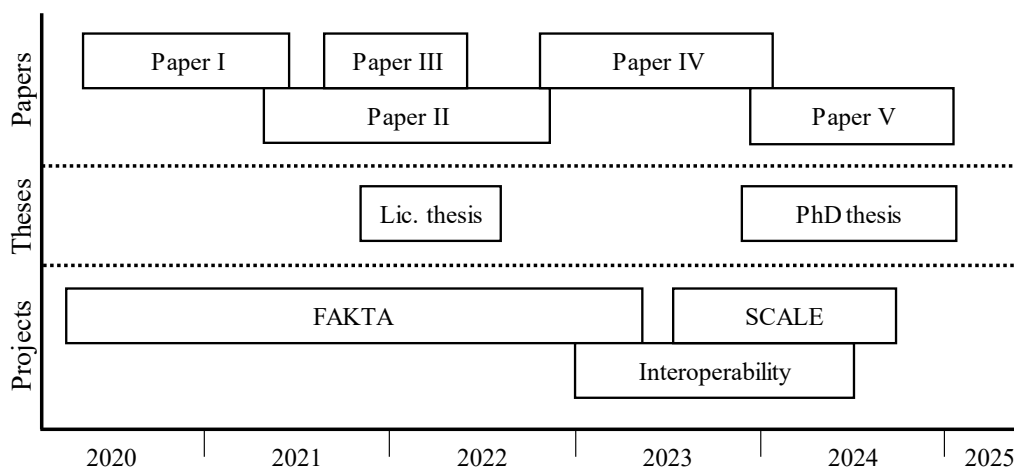 Papers
Paper I
Paper III
Paper IV
Paper II
Paper V
Theses
Lic. thesis
PhD thesis
Projects
FAKTA
SCALE
Interoperability
2020 2021 2022 2023 2024 2025